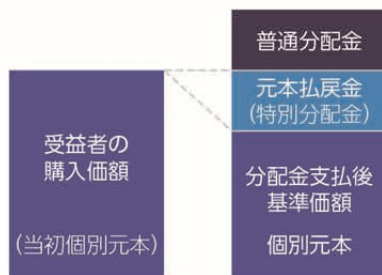 受益者の
購入価額
(当初個別元本)
普通分配金
元本払戻金
(特別分配金)
分配金支払後
基準価額
個別元本